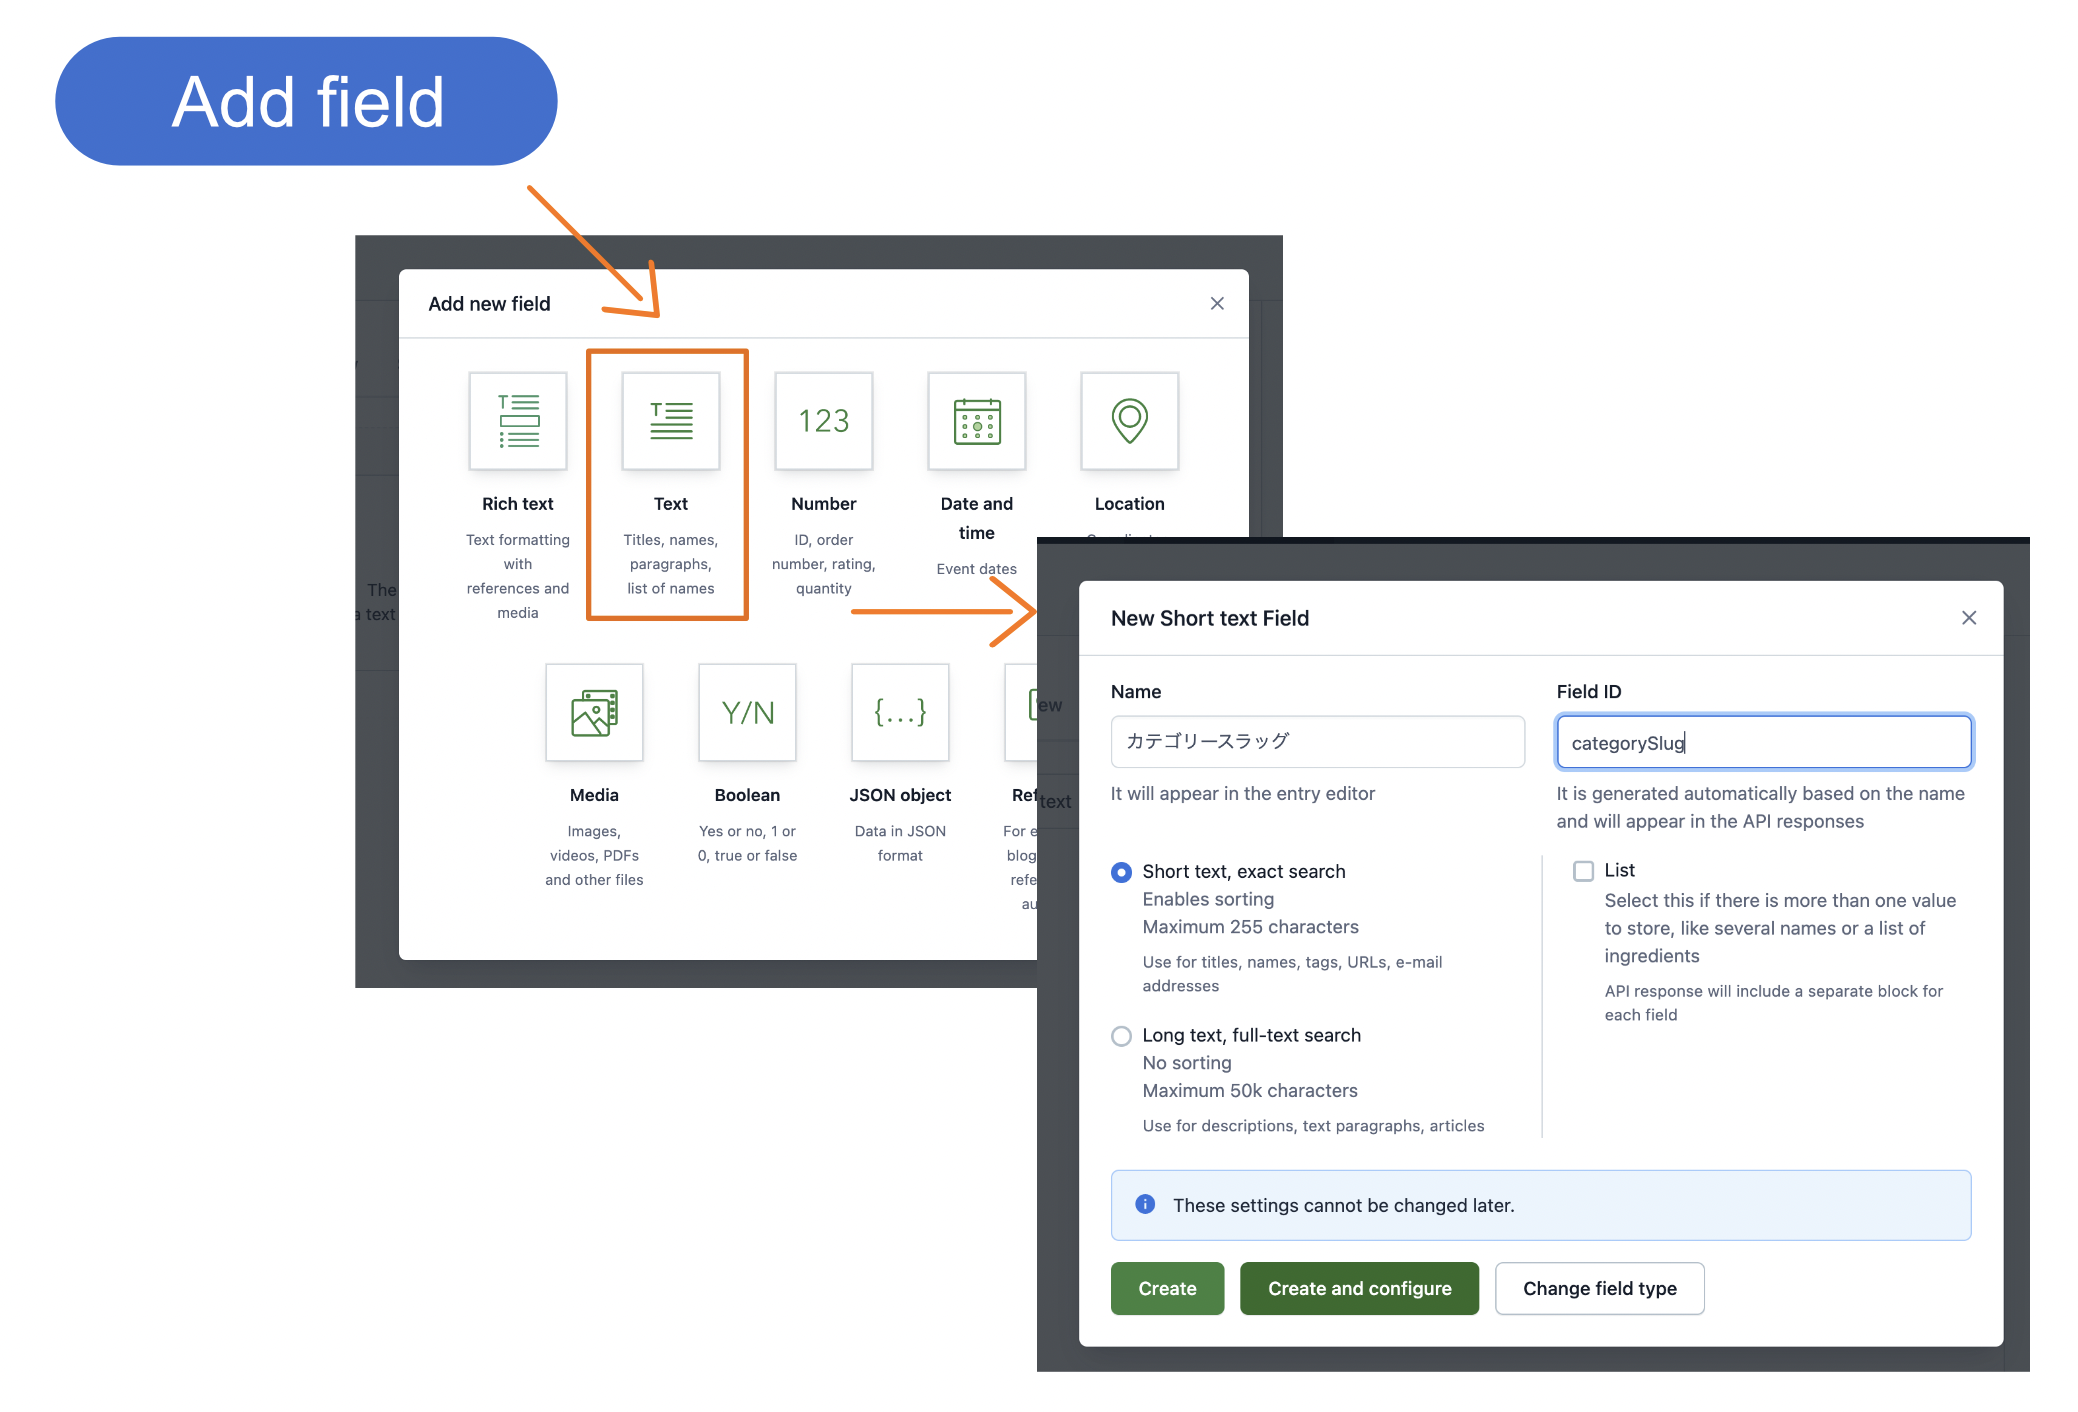 Add field
Add new field
Rich text
Text formatting
with
references and
media
Text
Titles, names,
paragraphs,
list of names
123
Number
ID, order
number, rating,
quantity
Date and
time
Event dates
Location
The
a text
Media
Images,
videos, PDFs
and other files
Y/N
Boolean
Yes or no, 1 or
0, true or false
{...}
JSON object
Data in JSON
format
Ref
For e
blog
refe
au
ew
text
New Short text Field
Name
カテゴリースラッグ
It will appear in the entry editor
Field ID
categorySlug
It is generated automatically based on the name
and will appear in the API responses
Short text, exact search
Enables sorting
Maximum 255 characters
Use for titles, names, tags, URLs, e-mail
addresses
Long text, full-text search
No sorting
Maximum 50k characters
Use for descriptions, text paragraphs, articles
List
Select this if there is more than one value
to store, like several names or a list of
ingredients
API response will include a separate block for
each field
These settings cannot be changed later.
Create
Create and configure
Change field type